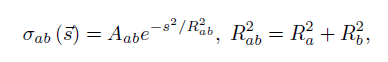 σ_{ab} (\vec{s}) = A_{ab} e^{-s^2/R_{ab}^2}, R_{ab}^2 = R_a^2 + R_b^2,